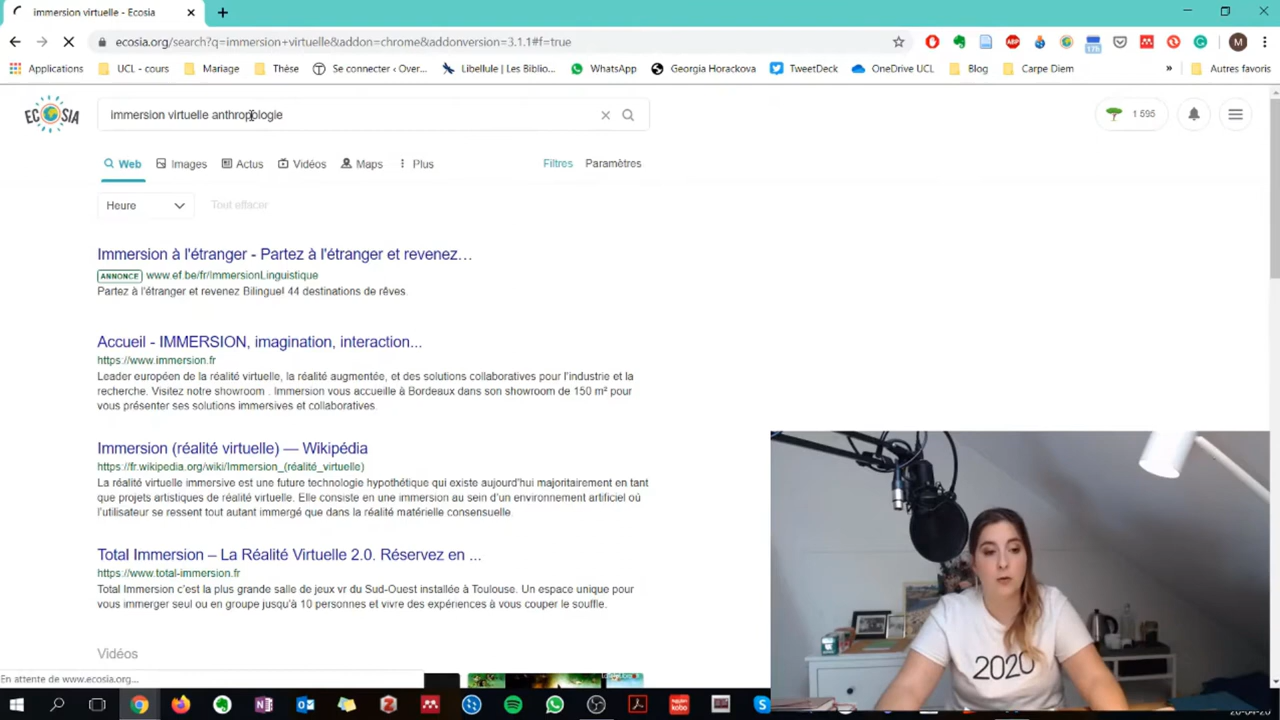 immersion virtuelle - Ecosia
ecosia.org/search?q=immersion+virtuelle&addon=chrome&addonversion=3.1.1#f=true
Applications UCL - cours Mariage Thèse Se connecter ‹ Over... Libellule | Les Biblio... WhatsApp Georgia Horackova TweetDeck OneDrive UCL Blog Carpe Diem » Autres favoris
ECOSIA
immersion virtuelle anthropologie
1 595
Web Images Actus Vidéos Maps Plus Filtres Paramètres
Heure Tout effacer
Immersion à l'étranger - Partez à l'étranger et revenez…
ANNONCE www.ef.be/fr/ImmersionLinguistique
Partez à l'étranger et revenez Bilingue! 44 destinations de rêves.
Accueil - IMMERSION, imagination, interaction...
https://www.immersion.fr
Leader européen de la réalité virtuelle, la réalité augmentée, et des solutions collaboratives pour l'industrie et la
recherche. Visitez notre showroom . Immersion vous accueille à Bordeaux dans son showroom de 150 m² pour
vous présenter ses solutions immersives et collaboratives.
Immersion (réalité virtuelle) — Wikipédia
https://fr.wikipedia.org/wiki/Immersion_(réalité_virtuelle)
La réalité virtuelle immersive est une future technologie hypothétique qui existe aujourd'hui majoritairement en tant
que projets artistiques de réalité virtuelle. Elle consiste en une immersion au sein d'un environnement artificiel où
l'utilisateur se ressent tout autant immergé que dans la réalité matérielle consensuelle.
Total Immersion – La Réalité Virtuelle 2.0. Réservez en ...
https://www.total-immersion.fr
Total Immersion c'est la plus grande salle de jeux vr du Sud-Ouest installée à Toulouse. Un espace unique pour
vous immerger seul ou en groupe jusqu'à 10 personnes et vivre des expériences à vous couper le souffle.
Vidéos
En attente de www.ecosia.org...
2020